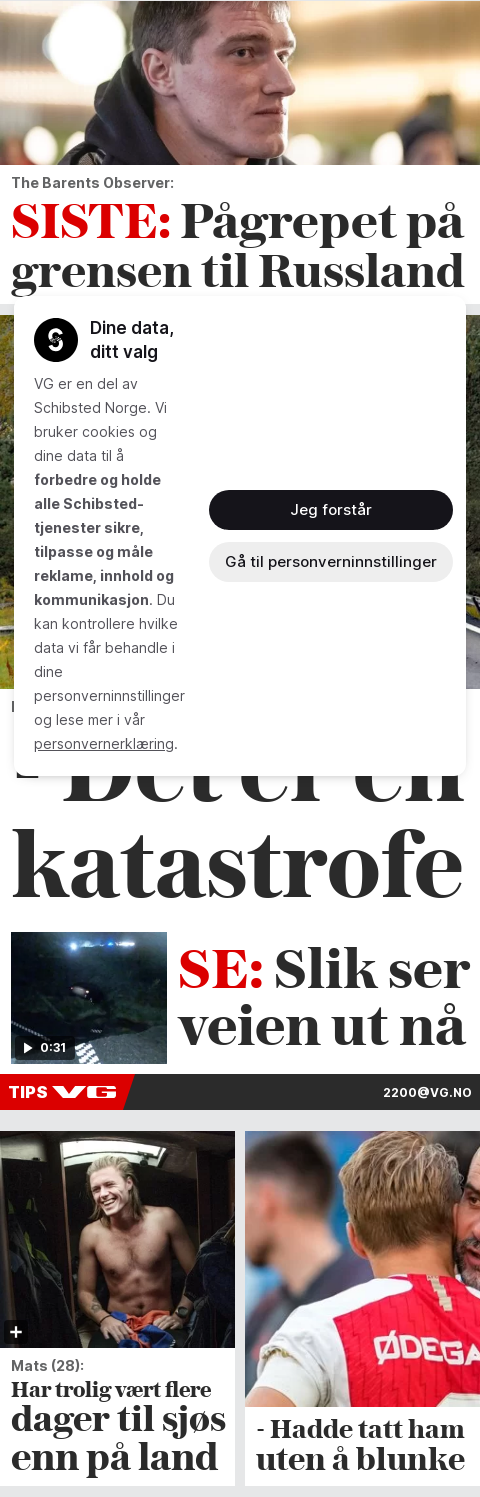 The Barents Observer:
SISTE: Pågrepet på
grensen til Russland
Dine data,
ditt valg
VG er en del av
Schibsted Norge. Vi
bruker cookies og
dine data til å
forbedre og holde
alle Schibsted-
tjenester sikre,
tilpasse og måle
reklame, innhold og
kommunikasjon. Du
kan kontrollere hvilke
data vi får behandle i
dine
personverninnstillinger
og lese mer i vår
personvernerklæring.
Jeg forstår
Gå til personverninnstillinger
- Det er en
katastrofe
0:31
SE: Slik ser
veien ut nå
TIPS VG
2200@VG.NO
Mats (28):
Har trolig vært flere
dager til sjøs
enn på land
ØDEGA
- Hadde tatt ham
uten å blunke